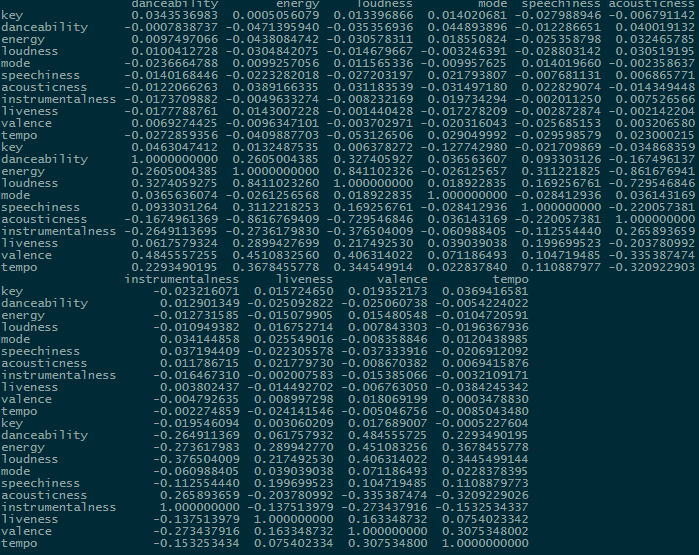 danceability energy loudness mode speechiness acousticness
key 0.0343536983 0.0005056079 0.013396866 0.014020681 -0.027988946 -0.006791142
danceability -0.0007838737 -0.0471395940 -0.035356936 0.044893896 -0.012286651 0.040019132
energy 0.0097497066 -0.0438084742 -0.030578311 0.018550824 -0.025358798 0.032465785
loudness 0.0100412728 -0.0304842075 -0.014679667 -0.003246391 -0.028803142 0.030519195
mode -0.0236664788 0.0099257056 0.011565336 -0.009957625 0.014019660 -0.002358637
speechiness -0.0140168446 -0.0223282018 -0.027203197 0.021793807 -0.007681131 0.006865771
acousticness -0.0122066263 0.0389166335 0.031183539 -0.031497180 0.022829074 -0.014349448
instrumentalness -0.0173709882 -0.0049633274 -0.008232169 0.019734294 -0.002011250 0.007526566
liveness -0.0177788761 0.0143007228 -0.001440428 -0.017278209 -0.002872874 -0.002142204
valence 0.0069274425 -0.0096347101 -0.003702971 -0.020316043 -0.025685153 0.003206580
tempo -0.0272859356 -0.0409887703 -0.053126506 0.029049992 -0.029598579 0.023000215
key 0.0463047412 0.0132487535 0.006378272 -0.127742980 -0.021709869 -0.034868359
danceability 1.0000000000 0.2605004385 0.327405927 0.036563607 0.093303126 -0.167496137
energy 0.2605004385 1.0000000000 0.841102326 -0.026125657 0.311221825 -0.861676941
loudness 0.3274059275 0.8411023260 1.000000000 0.018922835 0.169256761 -0.729546846
mode 0.0365636074 -0.0261256568 0.018922835 1.000000000 -0.028412936 0.036143169
speechiness 0.0933031264 0.3112218253 0.169256761 -0.028412936 1.000000000 -0.220057381
acousticness -0.1674961369 -0.8616769409 -0.729546846 0.036143169 -0.220057381 1.000000000
instrumentalness -0.2649113695 -0.2736179830 -0.376504009 -0.060988405 -0.112554440 0.265893659
liveness 0.0617579324 0.2899427699 0.217492530 0.039039038 0.199699523 -0.203780992
valence 0.4845557255 0.4510832560 0.406314022 0.071186493 0.104719485 -0.335387474
tempo 0.2293490195 0.3678455778 0.344549914 0.022837840 0.110887977 -0.320922903
instrumentalness liveness valence tempo
key -0.023216071 0.015724650 0.019352173 0.0369416581
danceability 0.012901349 -0.025092822 -0.025060738 -0.0054224022
energy -0.012731585 -0.015079905 0.015480548 -0.0104720591
loudness -0.010949382 0.016752714 0.007843303 -0.0196367936
mode 0.034144858 0.025549016 -0.008358846 0.0120438985
speechiness 0.037194409 -0.022305578 -0.037333916 -0.0206912092
acousticness 0.011786715 0.021779730 -0.008670382 0.0069415876
instrumentalness -0.016467310 -0.002007583 -0.015385066 -0.0032109171
liveness 0.003802437 -0.014492702 -0.006763050 -0.0384245342
valence -0.004792635 0.008997298 0.018069199 0.0003478830
tempo -0.002274859 -0.024141546 -0.005046756 -0.0085043480
key -0.019546094 0.003060209 0.017689007 -0.0005227604
danceability -0.264911369 0.061757932 0.484555725 0.2293490195
energy -0.273617983 0.289942770 0.451083256 0.3678455778
loudness -0.376504009 0.217492530 0.406314022 0.3445499144
mode -0.060988405 0.039039038 0.071186493 0.0228378395
speechiness -0.112554440 0.199699523 0.104719485 0.1108879773
acousticness 0.265893659 -0.203780992 -0.335387474 -0.3209229026
instrumentalness 1.000000000 -0.137513979 -0.273437916 -0.1532534337
liveness -0.137513979 1.000000000 0.163348732 0.0754023342
valence -0.273437916 0.163348732 1.000000000 0.3075348002
tempo -0.153253434 0.075402334 0.307534800 1.0000000000